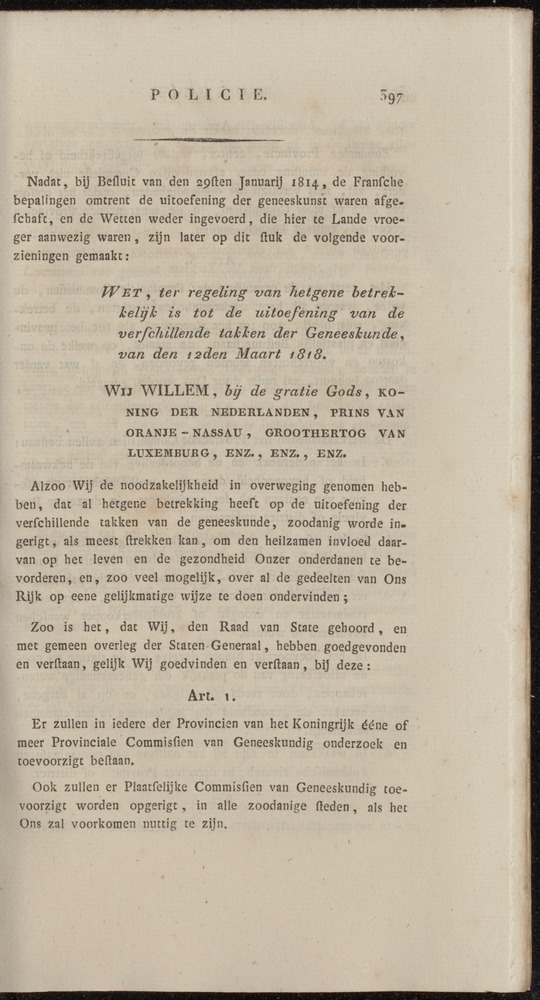 POLICIE. 397
Nadat, bij Beſluit van den 29ſten Januarij 1814, de Franſche
bepalingen omtrent de uitoefening der geneeskunst waren afge-
ſchaft, en de Wetten weder ingevoerd, die hier te Lande vroe-
ger aanwezig waren, zijn later op dit ſtuk de volgende voor-
zieningen gemaakt:
WET, ter regeling van hetgene betrek-
kelijk is tot de uitoefening van de
verſchillende takken der Geneeskunde,
van den 12den Maart 1818.
WIJ WILLEM, bij de gratie Gods, KO-
NING DER NEDERLANDEN, PRINS VAN
ORANJE-NASSAU, GROOTHERTOG VAN
LUXEMBURG, ENZ., ENZ., ENZ.
Alzoo Wij de noodzakelijkheid in overweging genomen heb-
ben, dat al hetgene betrekking heeft op de uitoefening der
verſchillende takken van de geneeskunde, zoodanig worde in-
gerigt, als meest ſtrekken kan, om den heilzamen invloed daar-
van op het leven en de gezondheid Onzer onderdanen te be-
vorderen, en, zoo veel mogelijk, over al de gedeelten van Ons
Rijk op eene gelijkmatige wijze te doen ondervinden;
Zoo is het, dat Wij, den Raad van State gehoord, en
met gemeen overleg der Staten-Generaal, hebben goedgevonden
en verſtaan, gelijk Wij goedvinden en verſtaan, bij deze:
Art. 1.
Er zullen in iedere der Provincien van het Koningrijk ééne of
meer Provinciale Commisſien van Geneeskundig onderzoek en
toevoorzigt beſtaan.
Ook zullen er Plaatſelijke Commisſien van Geneeskundig toe-
voorzigt worden opgerigt, in alle zoodanige ſteden, als het
Ons zal voorkomen nuttig te zijn.